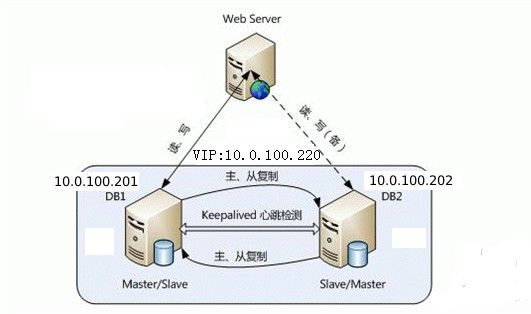 Web Server
读、写
读、写(备)
VIP:10.0.100.220
10.0.100.201
主、从复制
10.0.100.202
DB1
DB2
Keepalived 心跳检测
主、从复制
Master/Slave
Slave/Master